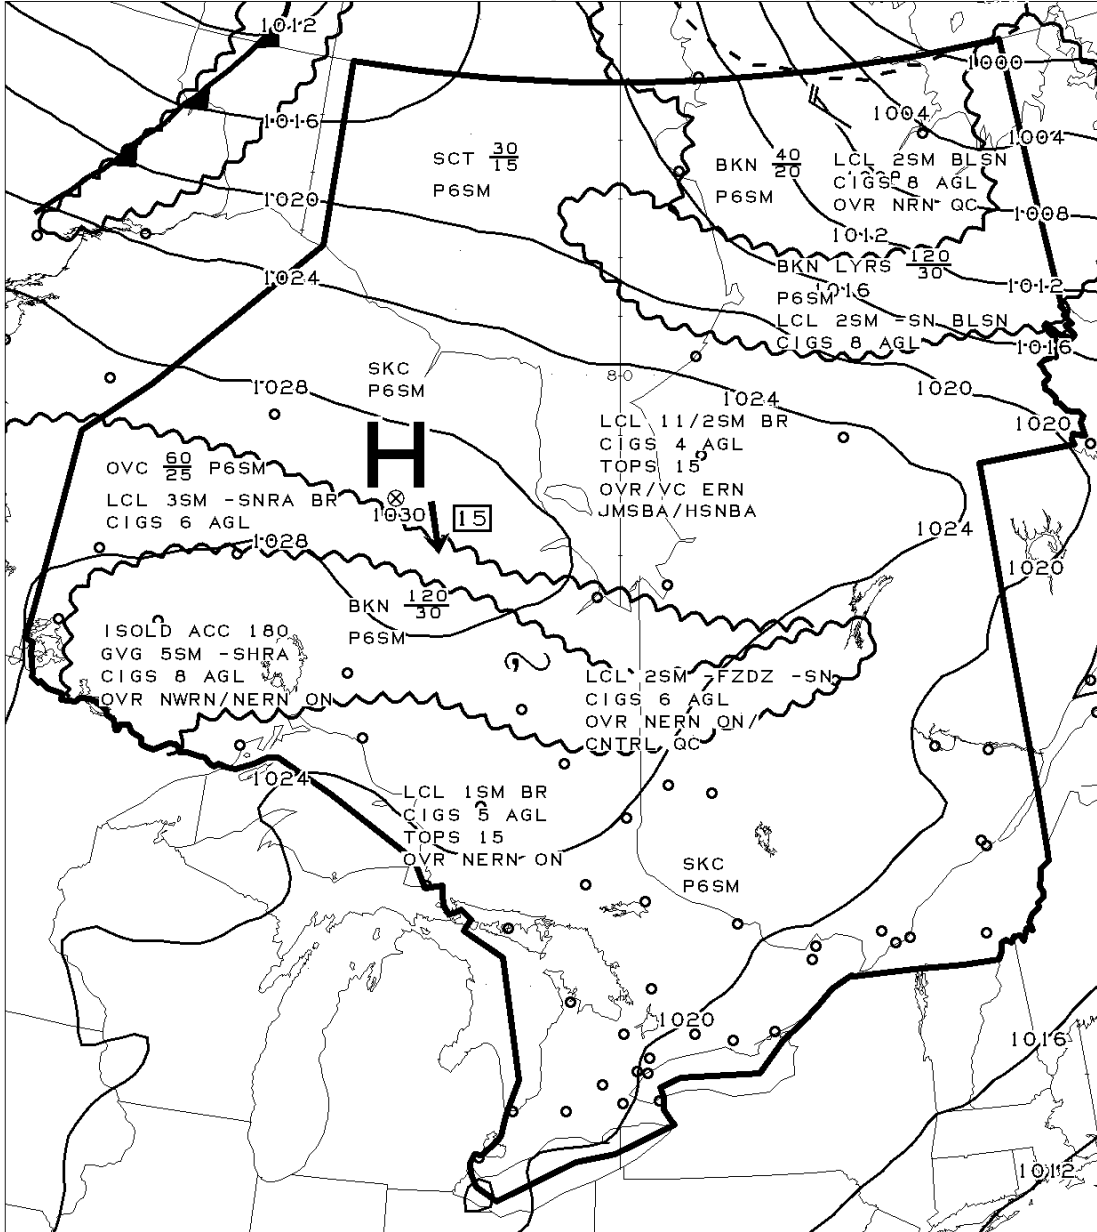 1012
1000
1016
1004
1004
SCT 30/15
P6SM
BKN 40/20
P6SM
LCL 2SM BLSN
CIGS 8 AGL
OVR NRN QC
1020
1008
1012
1024
BKN LYRS 120/30
P6SM
1016
1012
LCL 2SM -SN BLSN
CIGS 8 AGL
1016
SKC
P6SM
80
1028
1020
1024
1020
LCL 11/2SM BR
CIGS 4 AGL
TOPS 15
OVR/VC ERN
JMSBA/HSNBA
H
1030
15
OVC 60/25 P6SM
LCL 3SM -SNRA BR
CIGS 6 AGL
1024
1028
1020
BKN 120/30
P6SM
ISOLD ACC 180
GVG 5SM -SHRA
CIGS 8 AGL
OVR NWRN/NERN ON
LCL 2SM -FZDZ -SN
CIGS 6 AGL
OVR NERN ON/
CNTRL QC
1024
LCL 1SM BR
CIGS 5 AGL
TOPS 15
OVR NERN ON
SKC
P6SM
1020
1016
1012